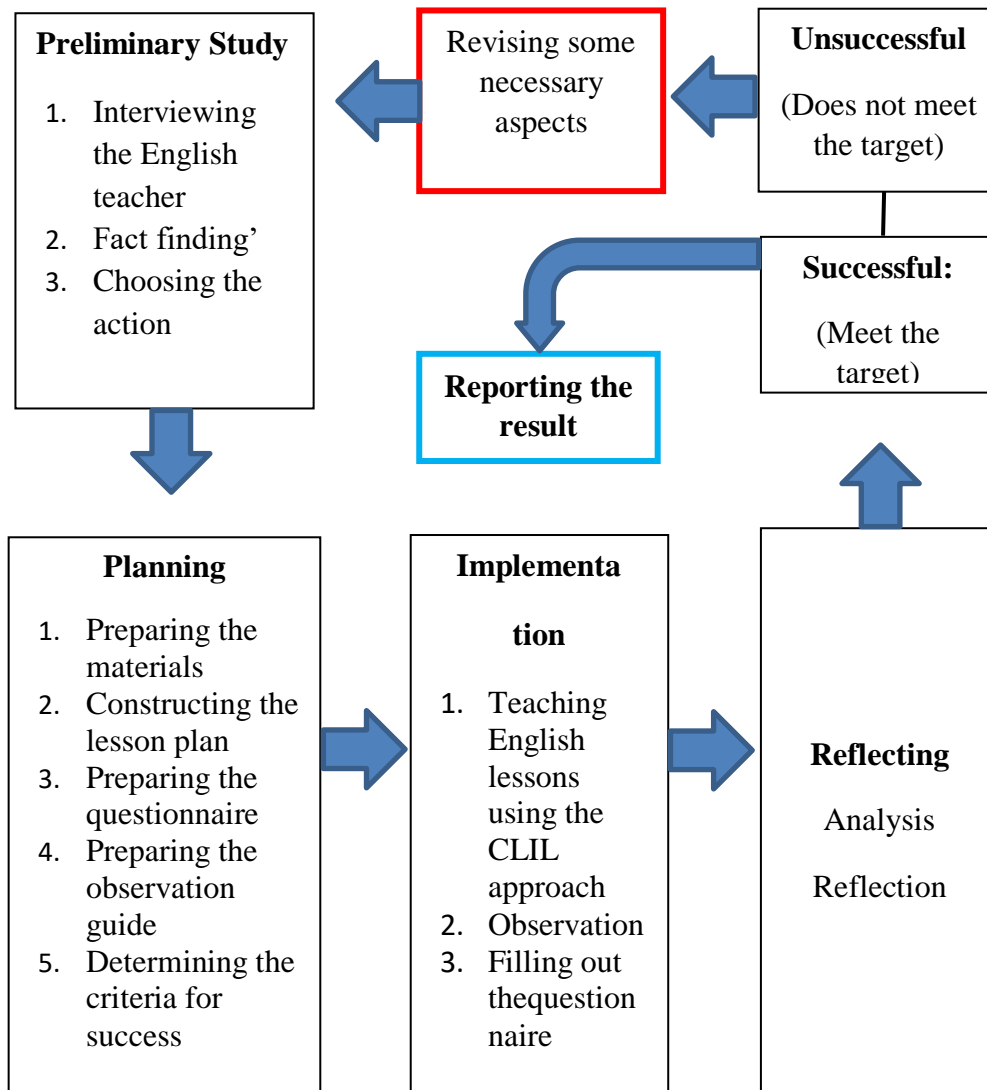 Preliminary Study
1. Interviewing
the English
teacher
2. Fact finding’
3. Choosing the
action
Revising some
necessary
aspects
Unsuccessful
(Does not meet
the target)
Successful:
(Meet the
target)
Reporting the
result
Planning
1. Preparing the
materials
2. Constructing the
lesson plan
3. Preparing the
questionnaire
4. Preparing the
observation
guide
5. Determining the
criteria for
success
Implementa
tion
1. Teaching
English
lessons
using the
CLIL
approach
2. Observation
3. Filling out
thequestion
naire
Reflecting
Analysis
Reflection